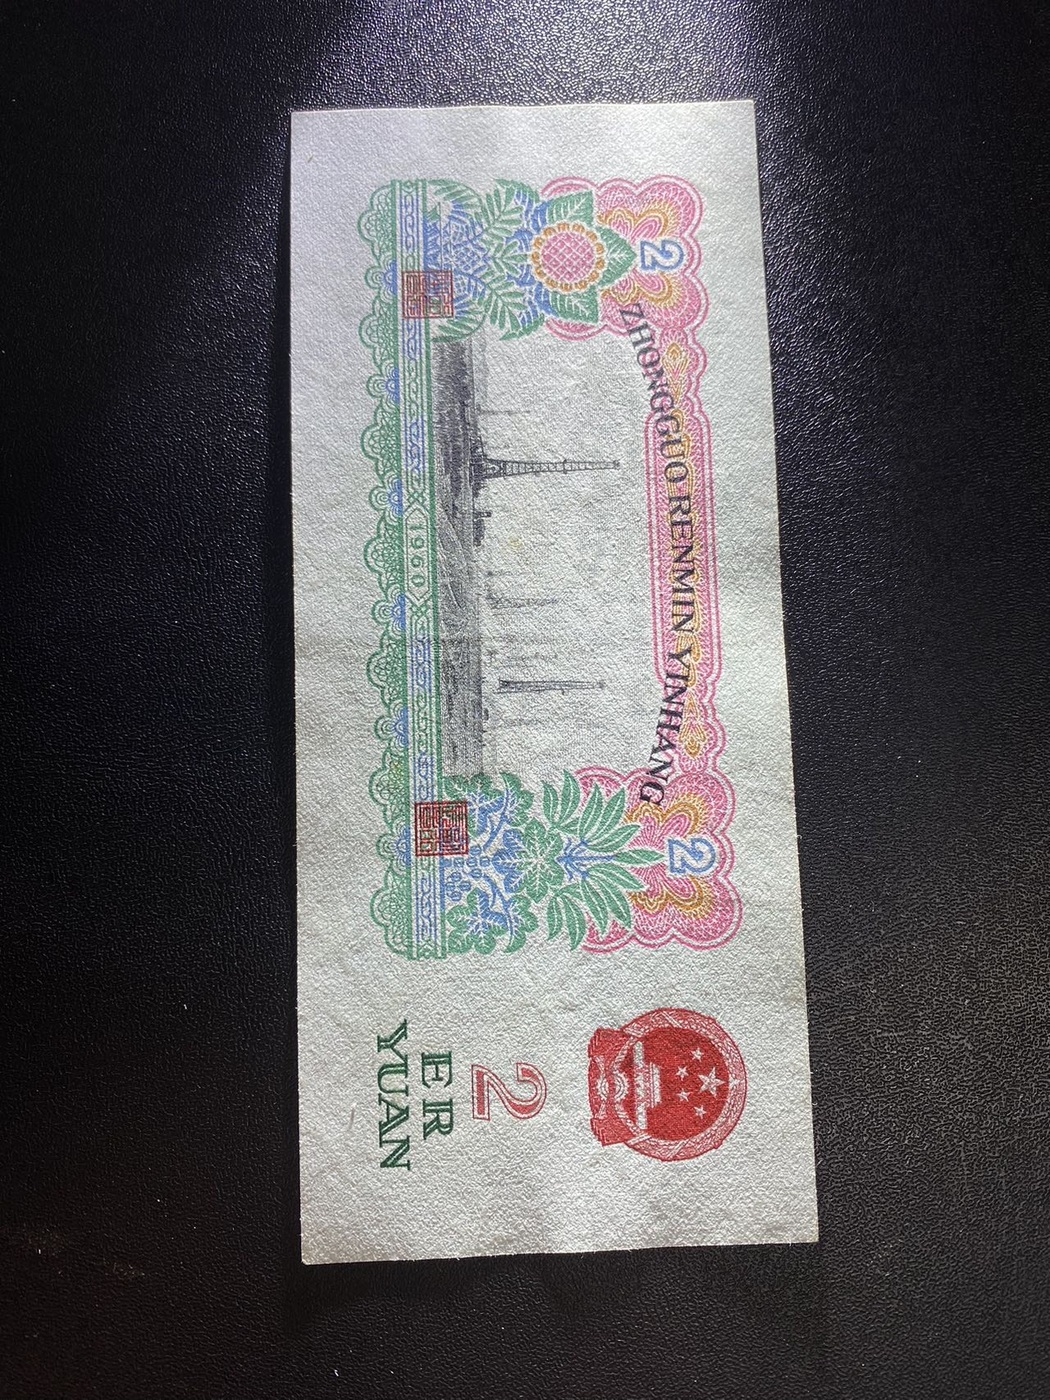 2
2
ZHONGGUO RENMIN YINHANG
1960
2
ER
YUAN